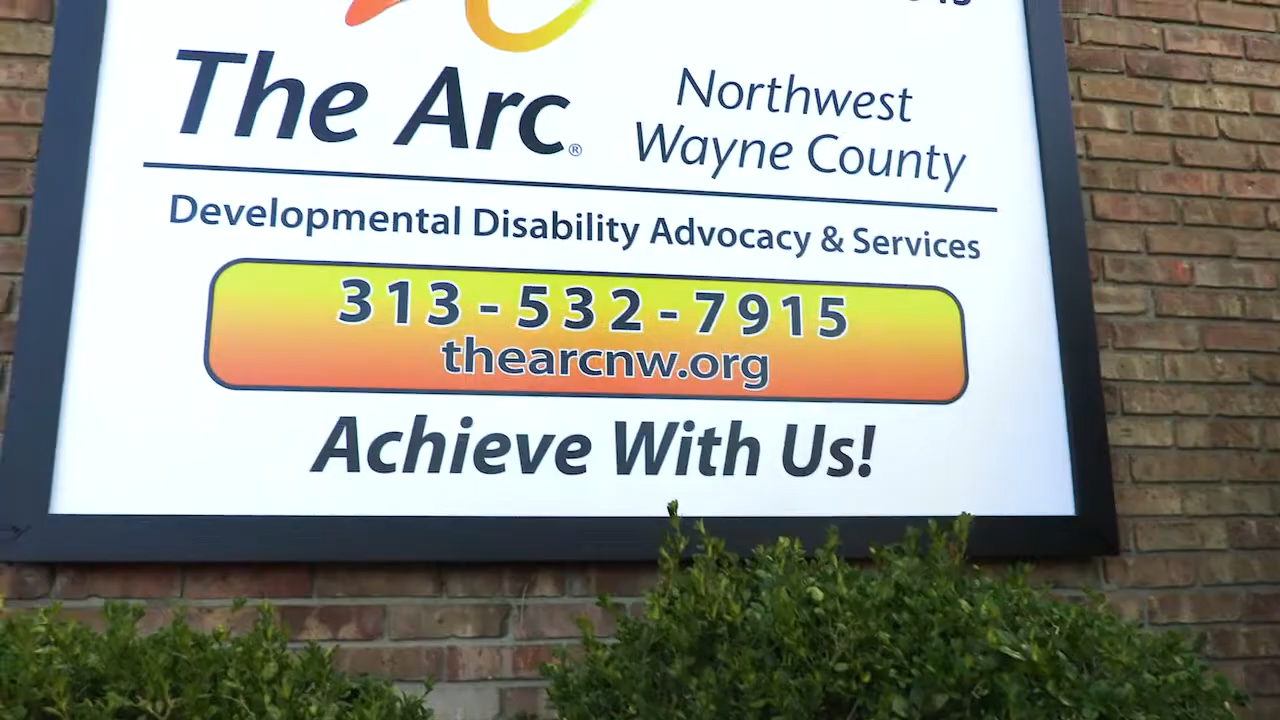 The Arc®
Northwest
Wayne County
Developmental Disability Advocacy & Services
313-532-7915
thearcnw.org
Achieve With Us!